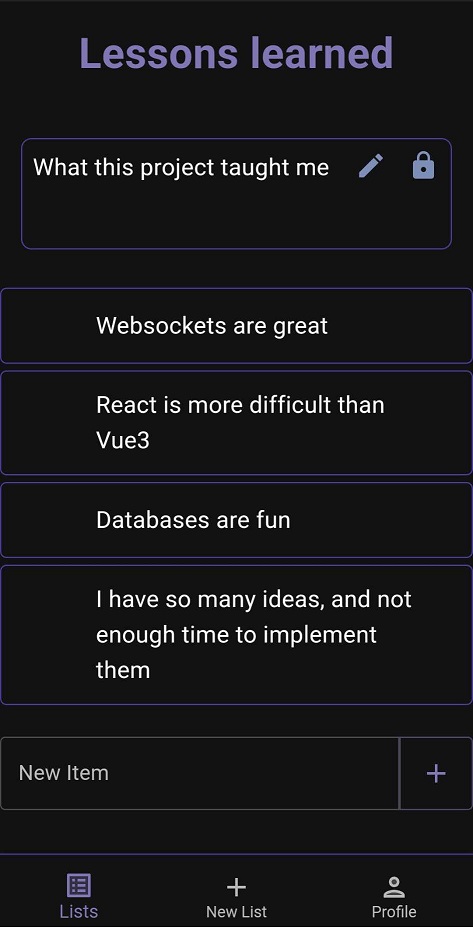 Lessons learned
What this project taught me
Websockets are great
React is more difficult than
Vue3
Databases are fun
I have so many ideas, and not
enough time to implement
them
New Item
Lists
New List
Profile